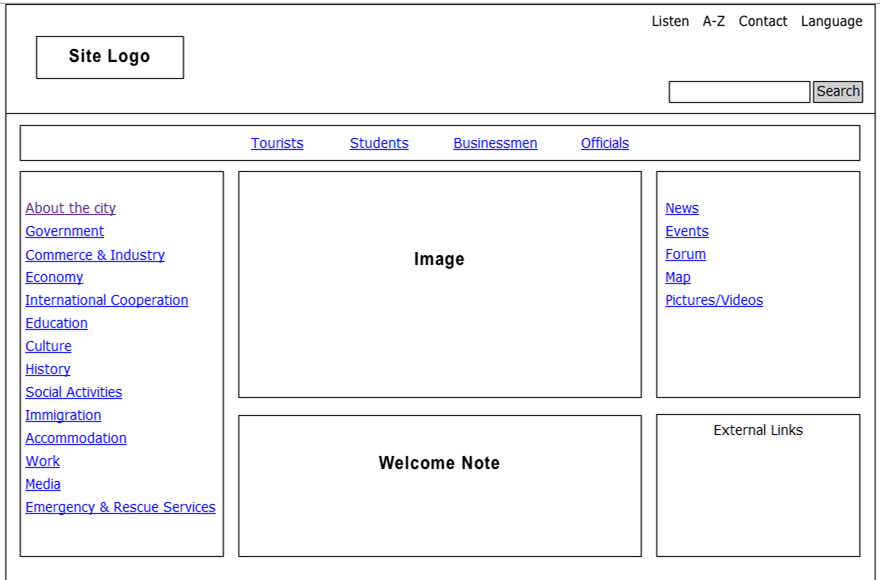 Listen A-Z Contact Language
Site Logo
Search
Tourists Students Businessmen Officials
About the city
Government
Commerce & Industry
Economy
International Cooperation
Education
Culture
History
Social Activities
Immigration
Accommodation
Work
Media
Emergency & Rescue Services
Image
Welcome Note
News
Events
Forum
Map
Pictures/Videos
External Links